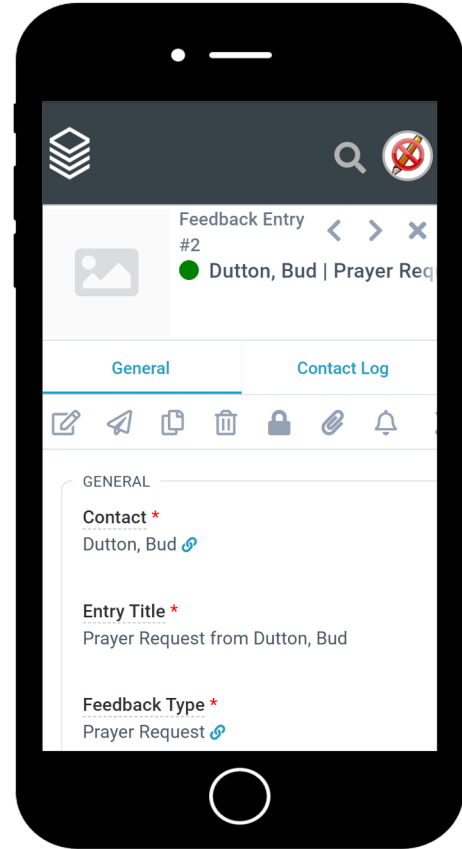 Feedback Entry
#2
Dutton, Bud | Prayer Req
General
Contact Log
GENERAL
Contact *
Dutton, Bud
Entry Title *
Prayer Request from Dutton, Bud
Feedback Type *
Prayer Request